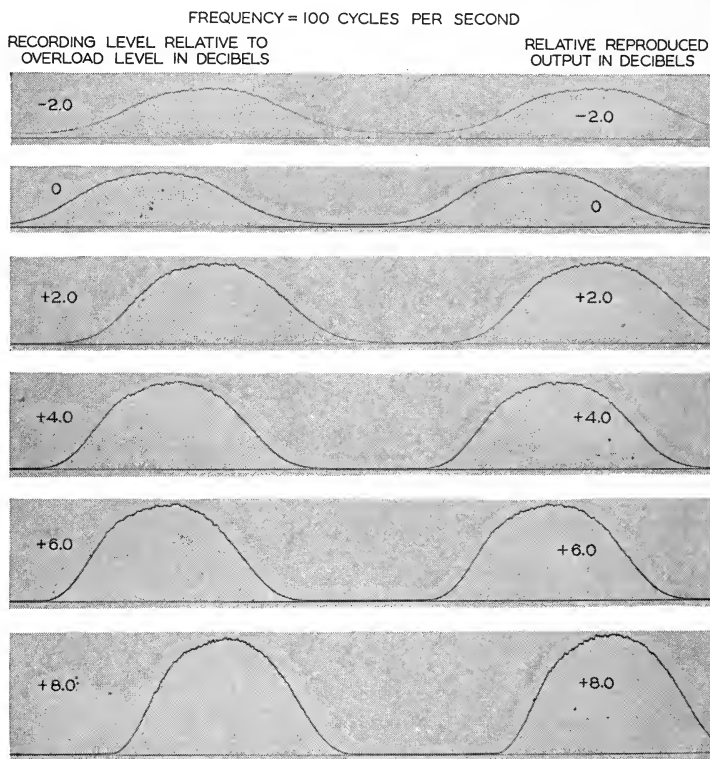 FREQUENCY = 100 CYCLES PER SECOND
RECORDING LEVEL RELATIVE TO
OVERLOAD LEVEL IN DECIBELS
RELATIVE REPRODUCED
OUTPUT IN DECIBELS
-2.0
-2.0
0
0
+2.0
+2.0
+4.0
+4.0
+6.0
+6.0
+8.0
+8.0